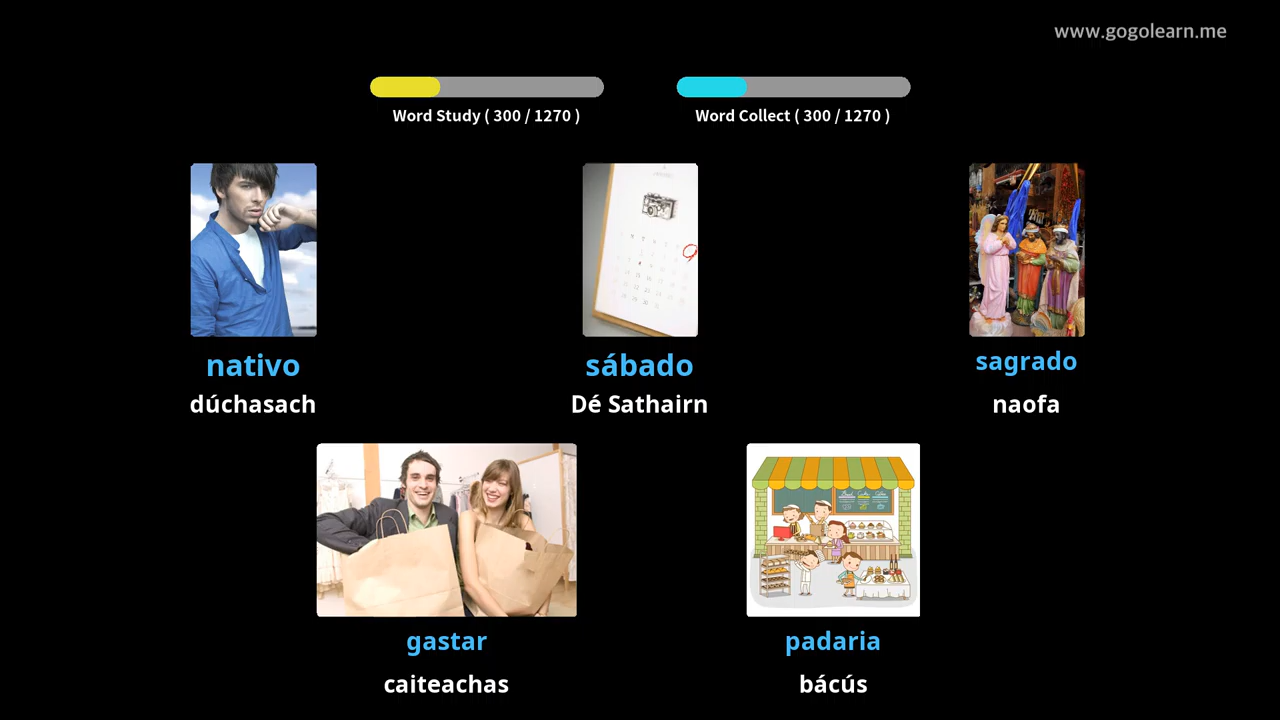 www.gogolearn.me
Word Study ( 300 / 1270 )
Word Collect ( 300 / 1270 )
nativo
dúchasach
sábado
Dé Sathairn
sagrado
naofa
gastar
caiteachas
padaria
bácús